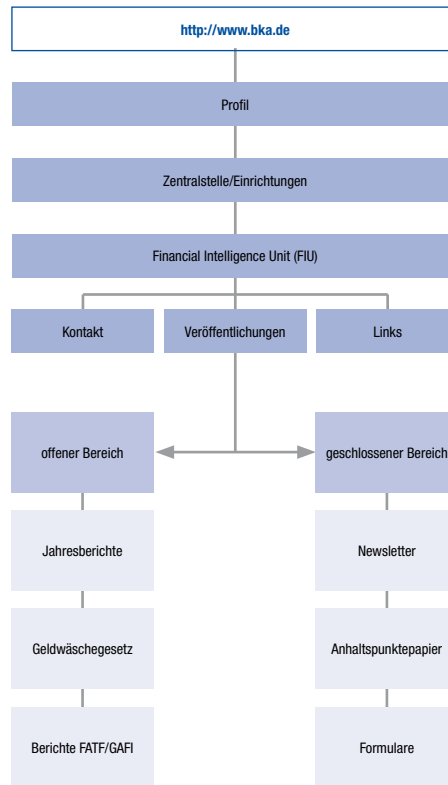 http://www.bka.de
Profil
Zentralstelle/Einrichtungen
Financial Intelligence Unit (FIU)
Kontakt
Veröffentlichungen
Links
offener Bereich
geschlossener Bereich
Jahresberichte
Newsletter
Geldwäschegesetz
Anhaltspunktepapier
Berichte FATF/GAFI
Formulare